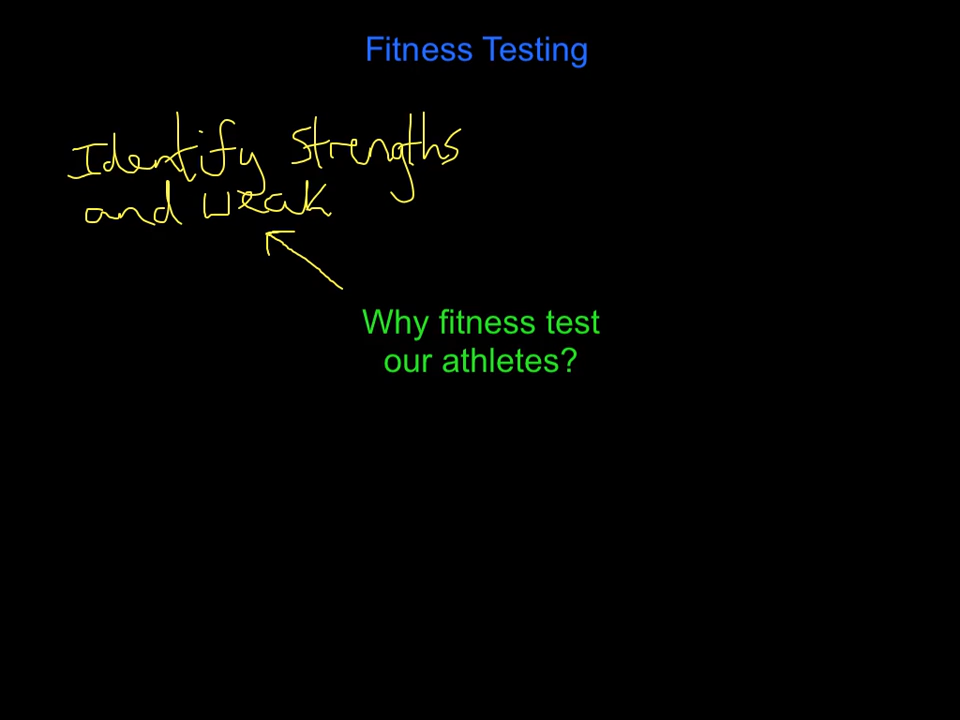 Fitness Testing
Identify strengths
and weak
Why fitness test
our athletes?